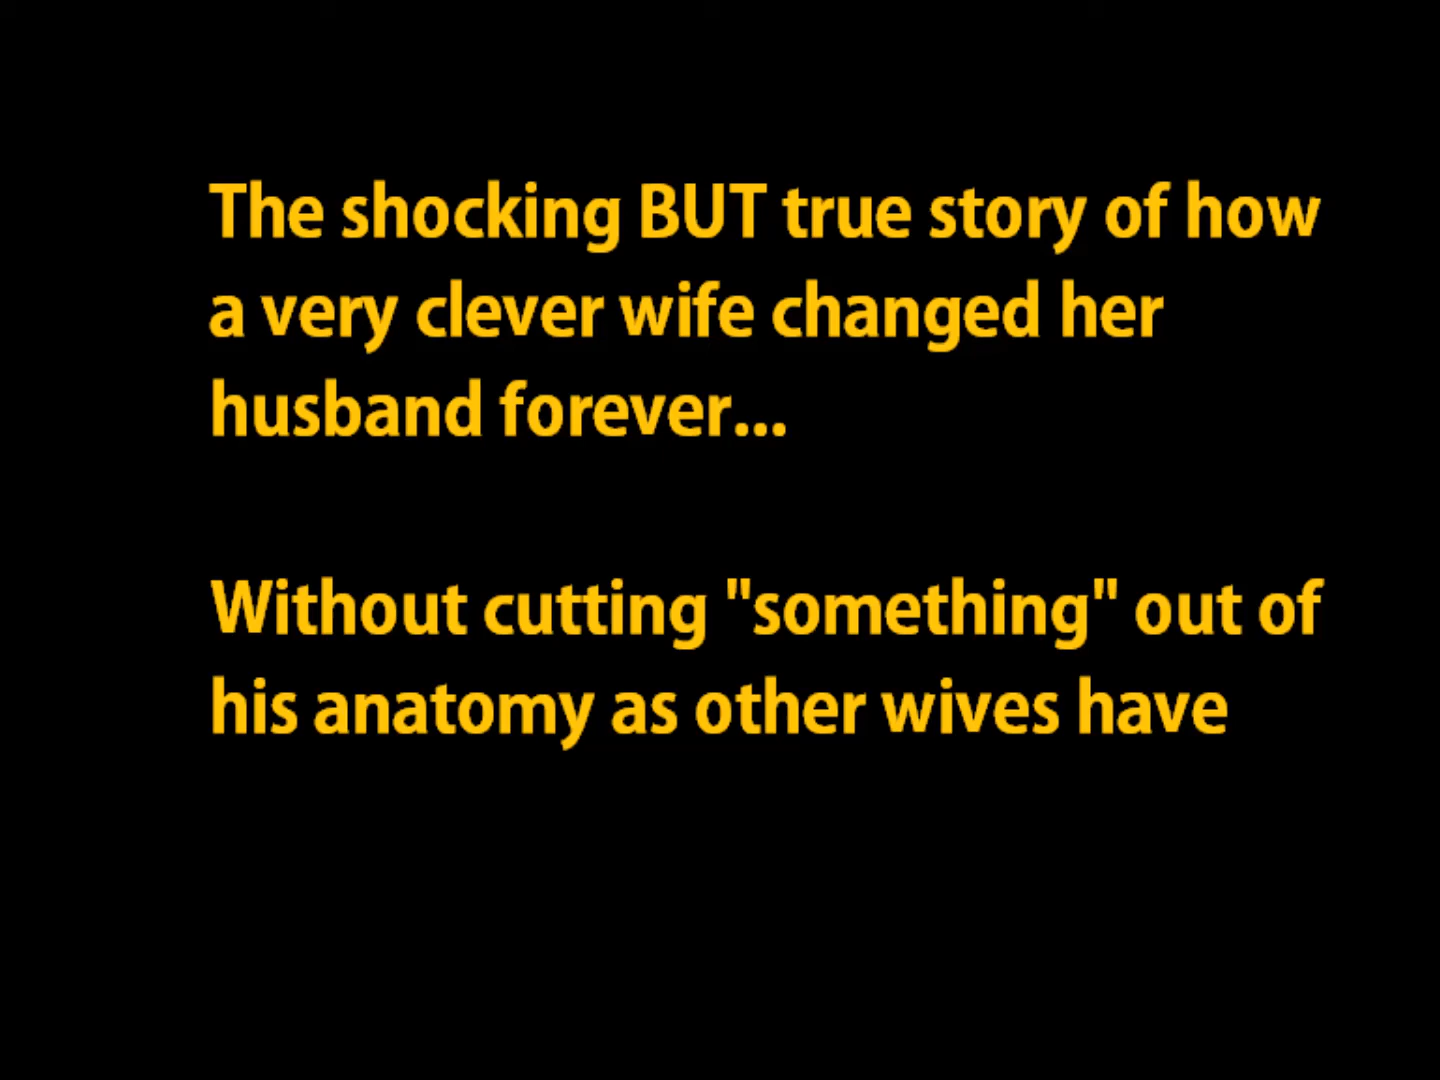 The shocking BUT true story of how
a very clever wife changed her
husband forever...
Without cutting "something" out of
his anatomy as other wives have